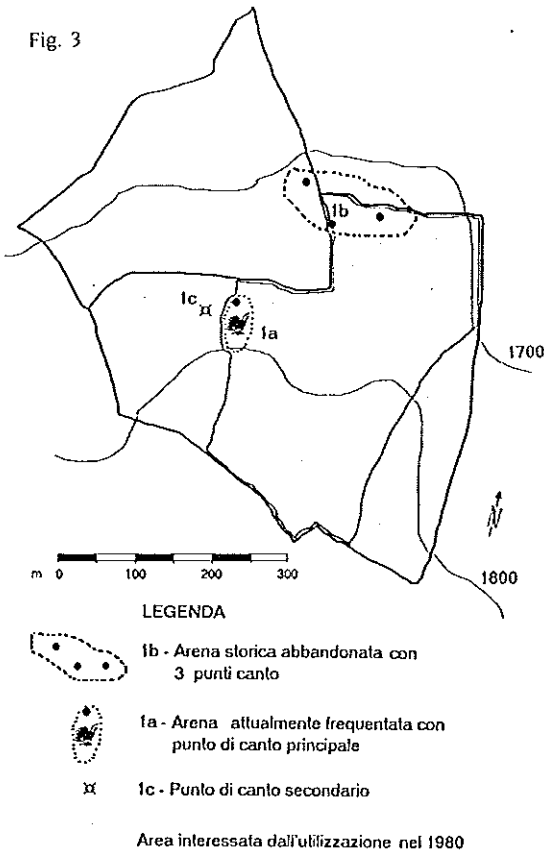 Fig. 3
1b
1c
1a
1700
N
m 0 100 200 300
1800
LEGENDA
1b - Arena storica abbandonata con
3 punti canto
1a - Arena attualmente frequentata con
punto di canto principale
1c - Punto di canto secondario
Area interessata dall'utilizzazione nel 1980